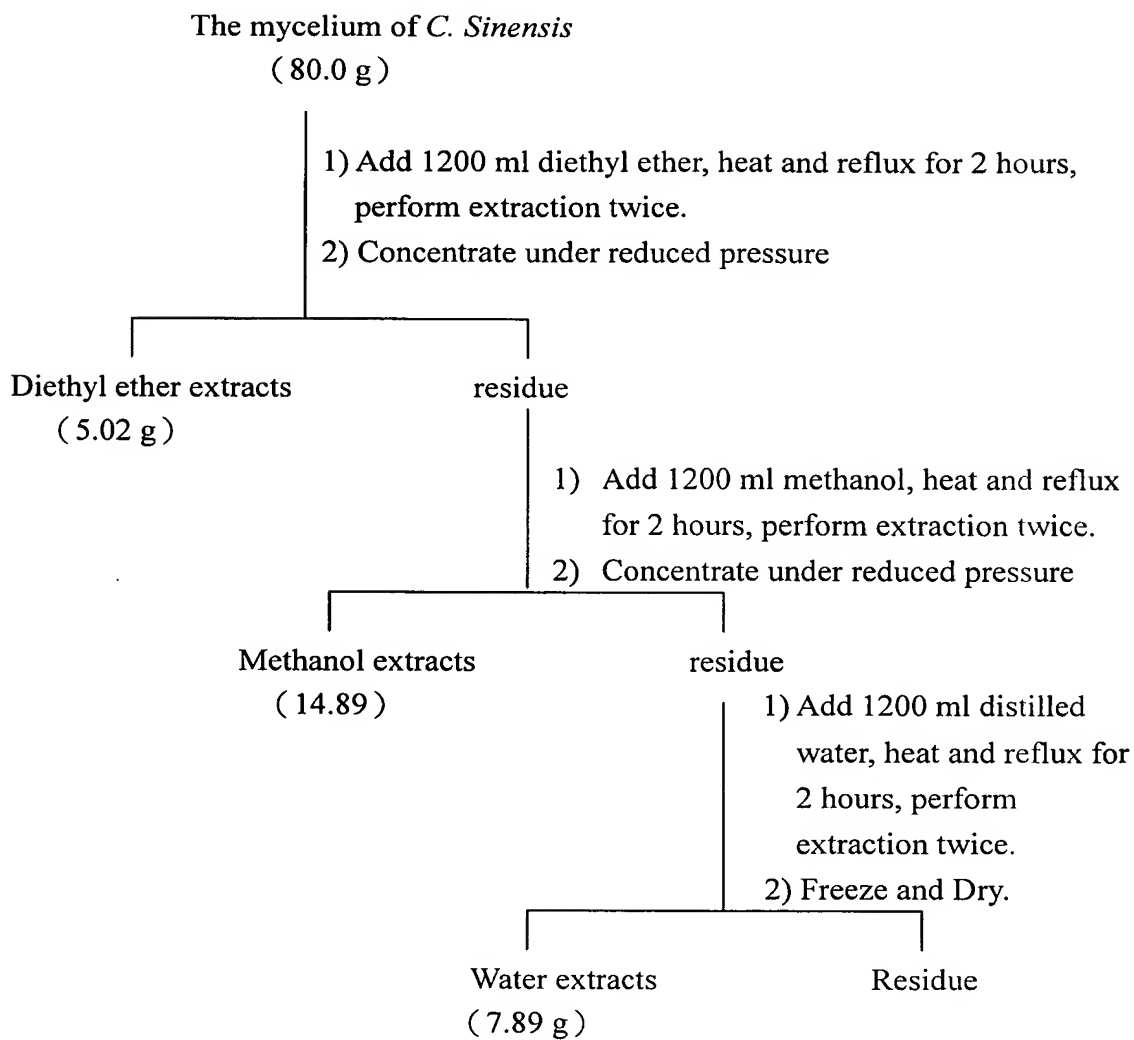 The mycelium of C. Sinensis
( 80.0 g )
1) Add 1200 ml diethyl ether, heat and reflux for 2 hours,
perform extraction twice.
2) Concentrate under reduced pressure
Diethyl ether extracts
( 5.02 g )
residue
1) Add 1200 ml methanol, heat and reflux
for 2 hours, perform extraction twice.
2) Concentrate under reduced pressure
Methanol extracts
( 14.89 )
residue
1) Add 1200 ml distilled
water, heat and reflux for
2 hours, perform
extraction twice.
2) Freeze and Dry.
Water extracts
( 7.89 g )
Residue